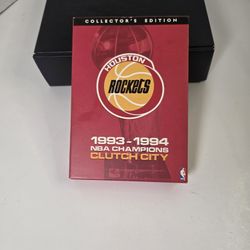 COLLECTOR'S EDITION
HOUSTON
ROCKETS
1993-1994
NBA CHAMPIONS
CLUTCH CITY